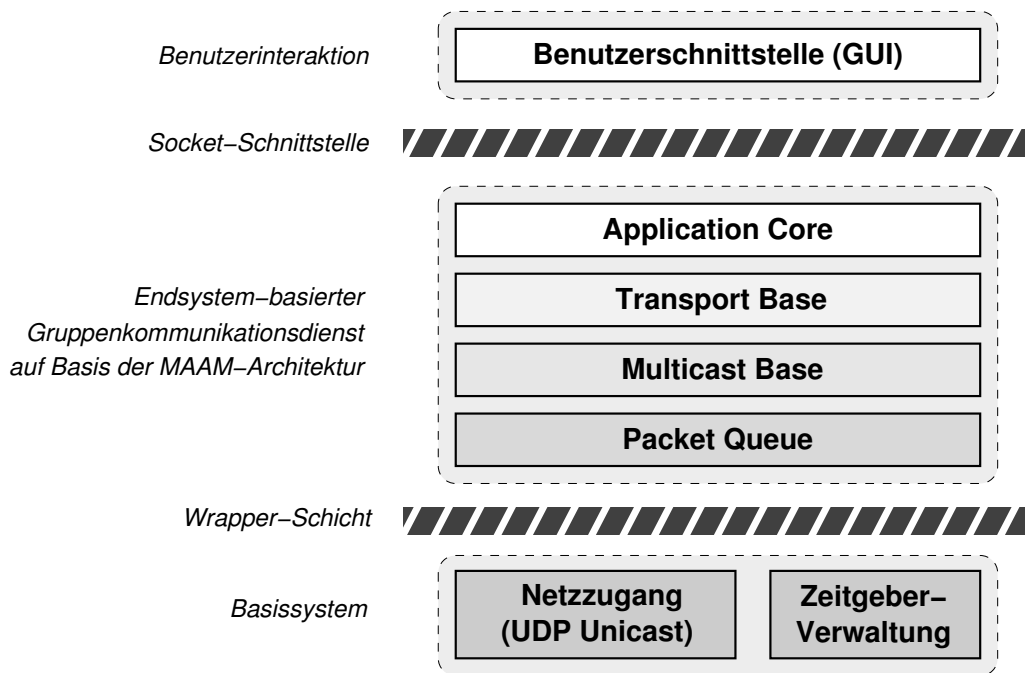 Benutzerinteraktion
Benutzerschnittstelle (GUI)
Socket−Schnittstelle
Application Core
Endsystem−basierter
Gruppenkommunikationsdienst
auf Basis der MAAM−Architektur
Transport Base
Multicast Base
Packet Queue
Wrapper−Schicht
Basissystem
Netzzugang
(UDP Unicast)
Zeitgeber−
Verwaltung